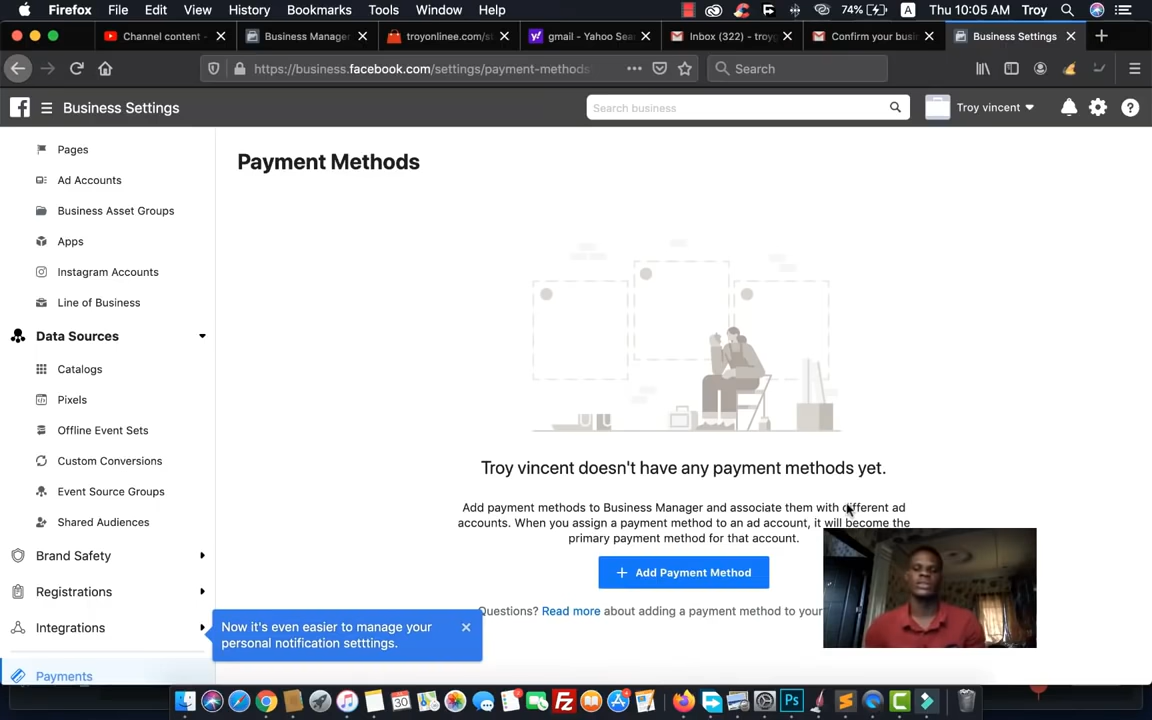 Firefox File Edit View History Bookmarks Tools Window Help
74% A Thu 10:05 AM Troy
Channel content -
Business Manager
troyonlinee.com/st
gmail - Yahoo Sea
Inbox (322) - troyg
Confirm your busi
Business Settings
https://business.facebook.com/settings/payment-methods
Search
Business Settings
Search business
Troy vincent
Pages
Ad Accounts
Business Asset Groups
Apps
Instagram Accounts
Line of Business
Data Sources
Catalogs
Pixels
Offline Event Sets
Custom Conversions
Event Source Groups
Shared Audiences
Brand Safety
Registrations
Integrations
Payments
Payment Methods
Troy vincent doesn't have any payment methods yet.
Add payment methods to Business Manager and associate them with different ad
accounts. When you assign a payment method to an ad account, it will become the
primary payment method for that account.
+ Add Payment Method
Questions? Read more about adding a payment method to your
Now it's even easier to manage your
personal notification setttings.
30
Ps